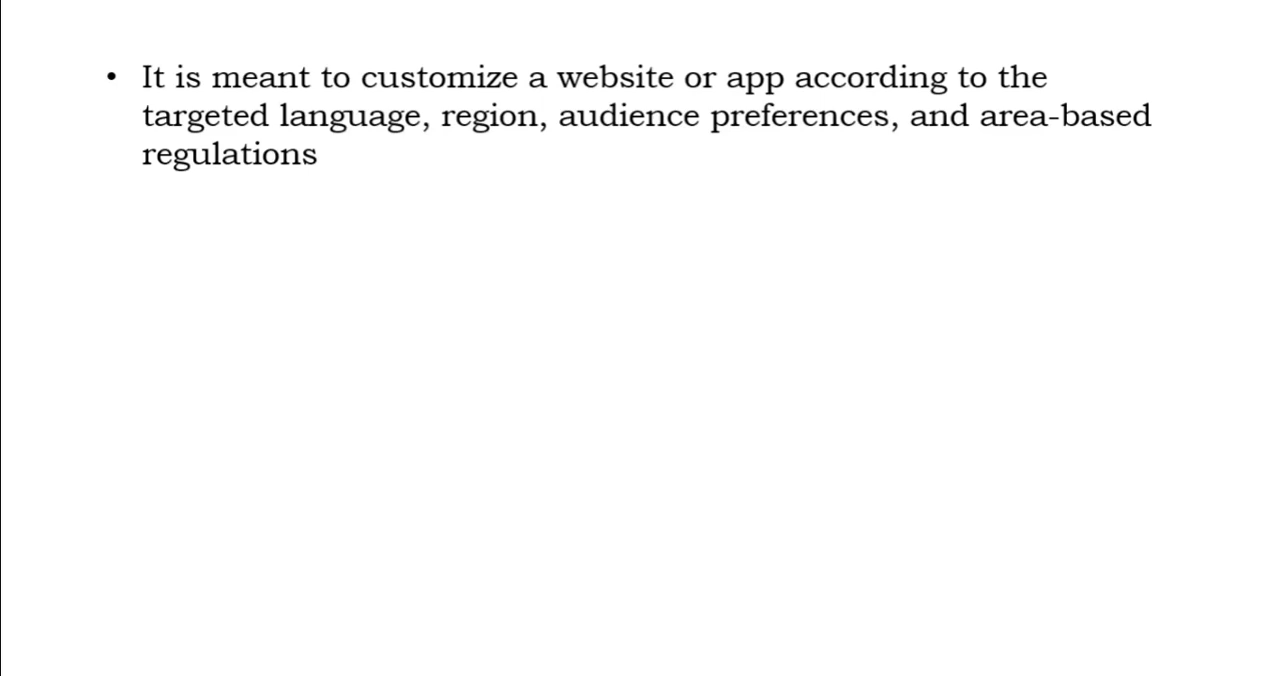 • It is meant to customize a website or app according to the
targeted language, region, audience preferences, and area-based
regulations